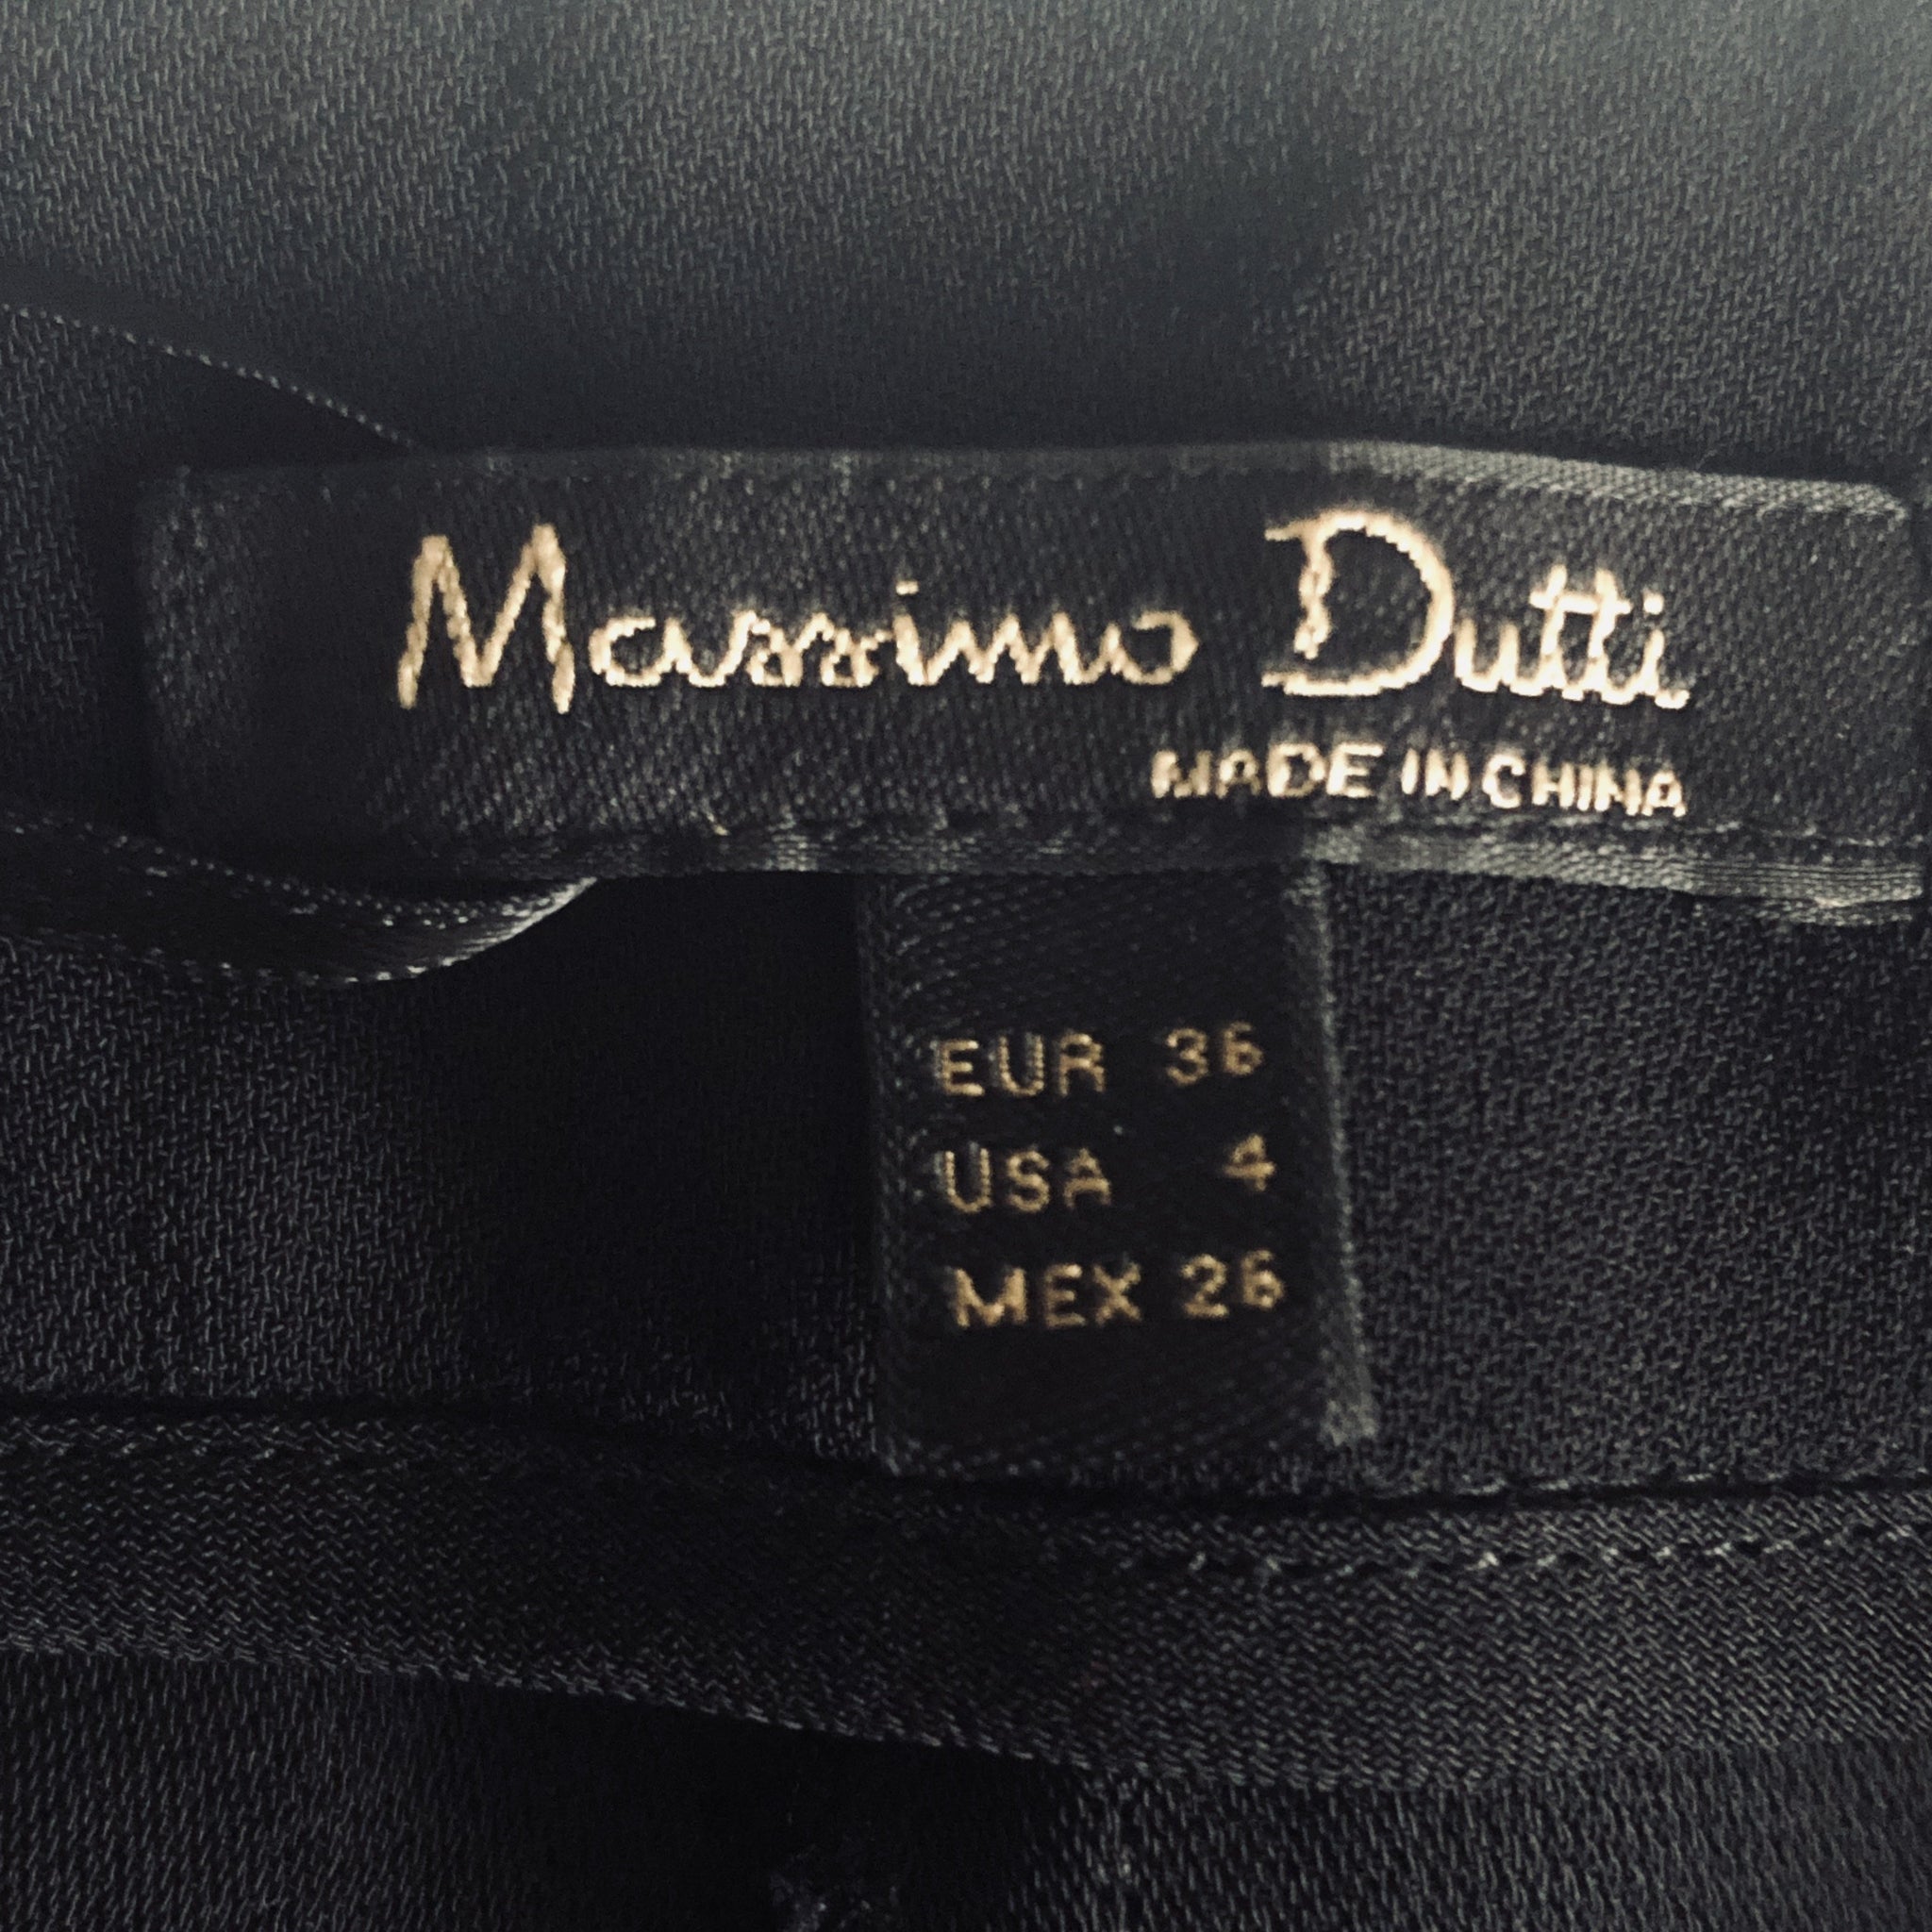 Massimo Dutti
MADE IN CHINA
EUR 36
USA 4
MEX 26